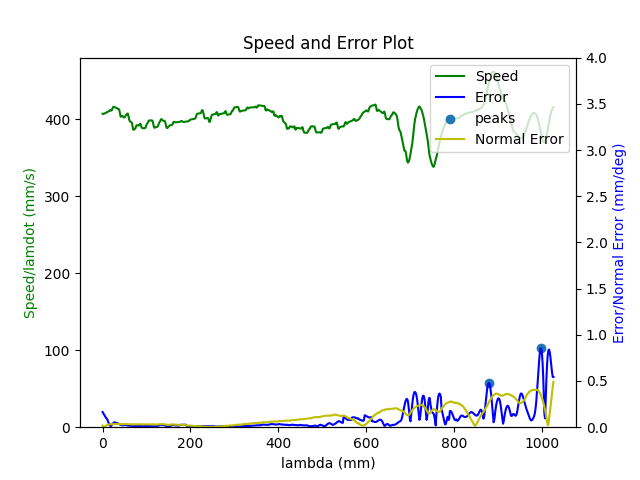 Speed and Error Plot
Speed
Error
peaks
Normal Error
Speed/lamdot (mm/s)
400
300
200
100
0
4.0
3.5
3.0
2.5
2.0
1.5
1.0
0.5
0.0
Error/Normal Error (mm/deg)
0 200 400 600 800 1000
lambda (mm)